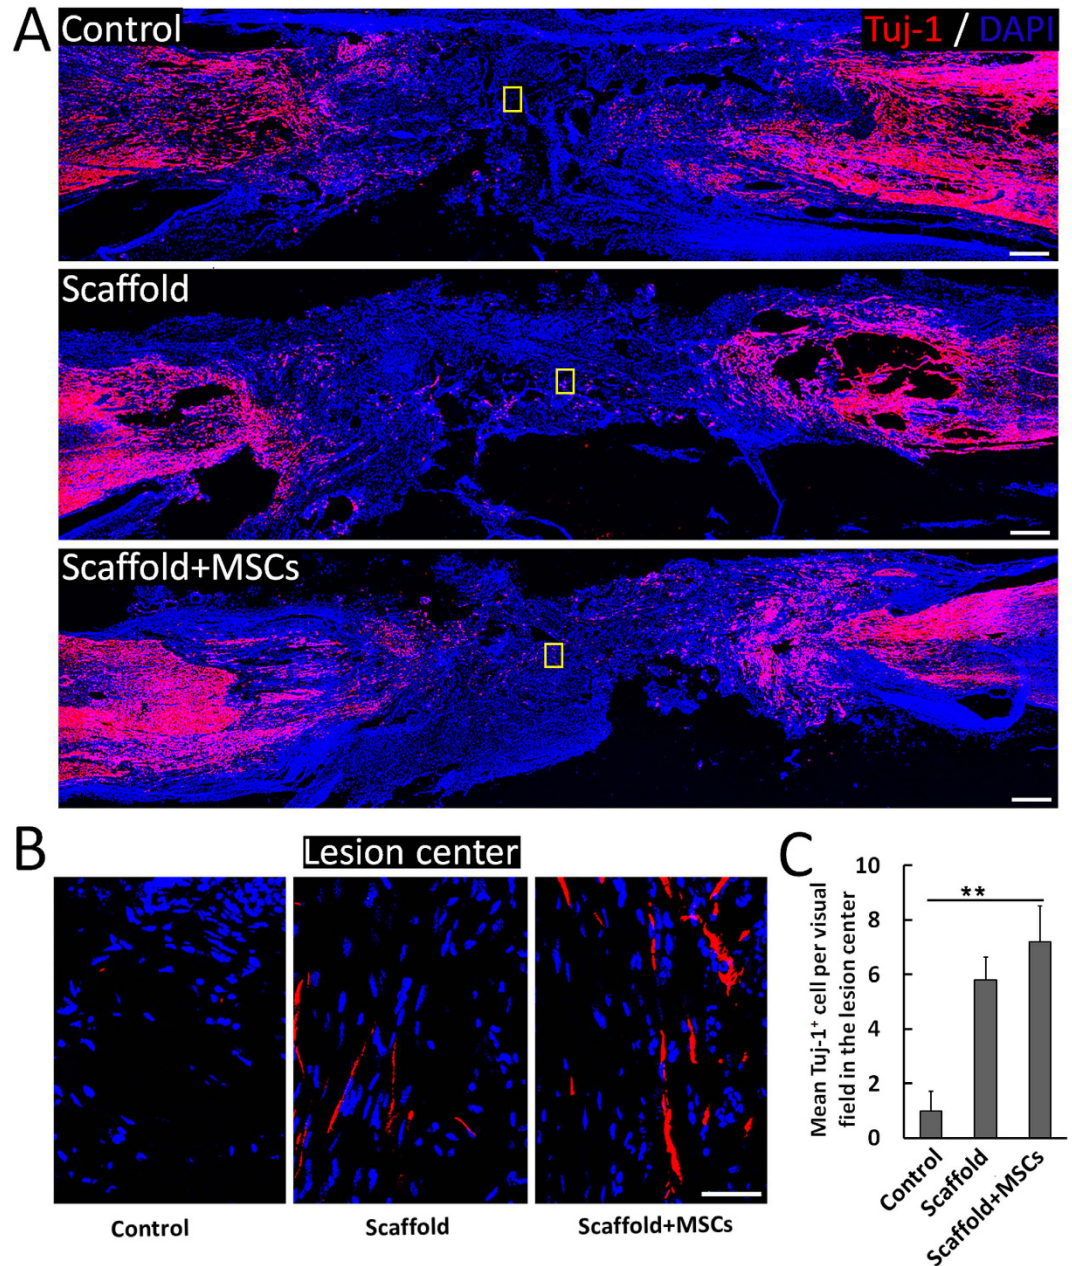 A
Control
Tuj-1 / DAPI
Scaffold
Scaffold+MSCs
B
Lesion center
Control
Scaffold
Scaffold+MSCs
C
Mean Tuj-1⁺ cell per visual
field in the lesion center
10
8
6
4
2
0
**
Control
Scaffold
Scaffold+MSCs